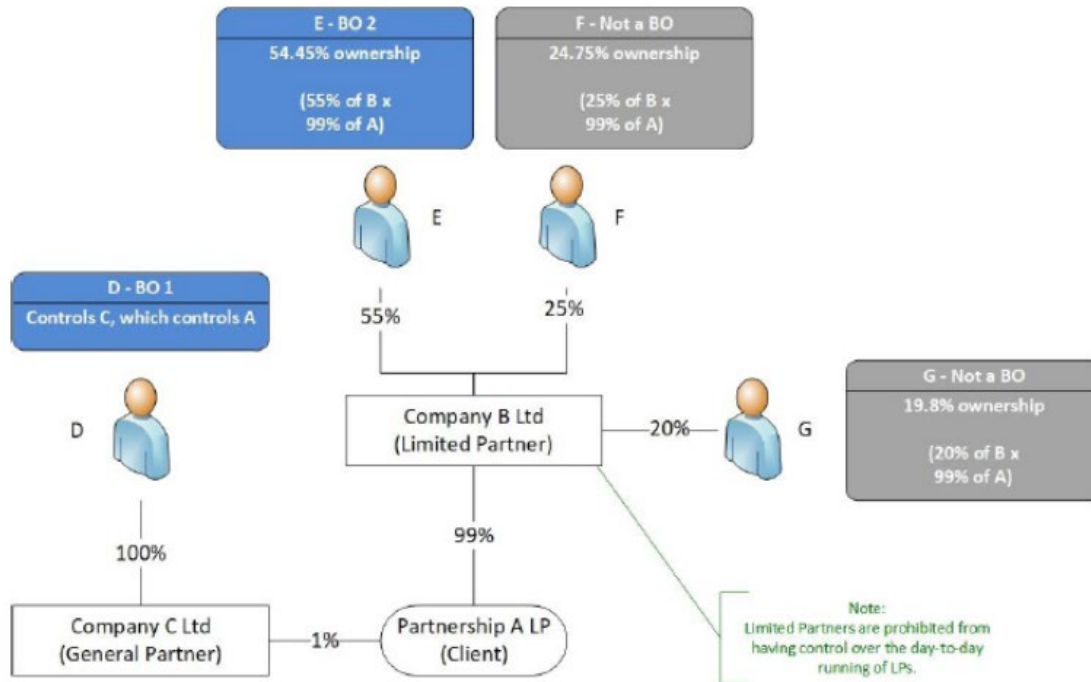 E - BO 2
54.45% ownership
(55% of B x
99% of A)
F - Not a BO
24.75% ownership
(25% of B x
99% of A)
E
F
D - BO 1
Controls C, which controls A
55%
25%
G - Not a BO
19.8% ownership
(20% of B x
99% of A)
D
Company B Ltd
(Limited Partner)
20%
G
100%
99%
Company C Ltd
(General Partner)
1%
Partnership A LP
(Client)
Note:
Limited Partners are prohibited from
having control over the day-to-day
running of LPs.